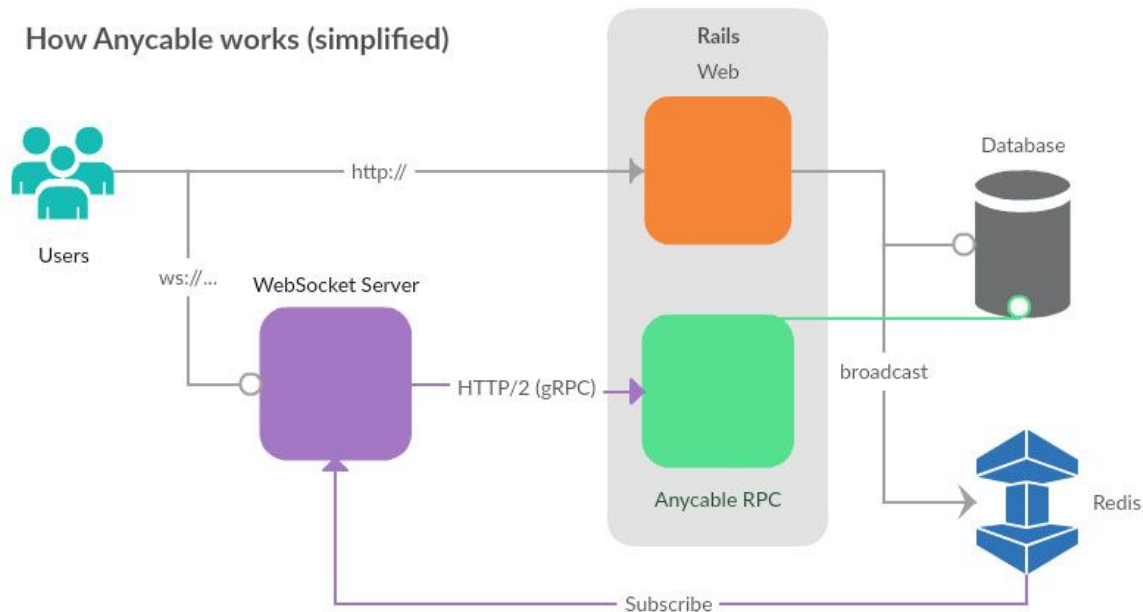 How Anycable works (simplified)
Rails
Web
http://
Database
Users
ws://...
WebSocket Server
HTTP/2 (gRPC)
broadcast
Anycable RPC
Redis
Subscribe